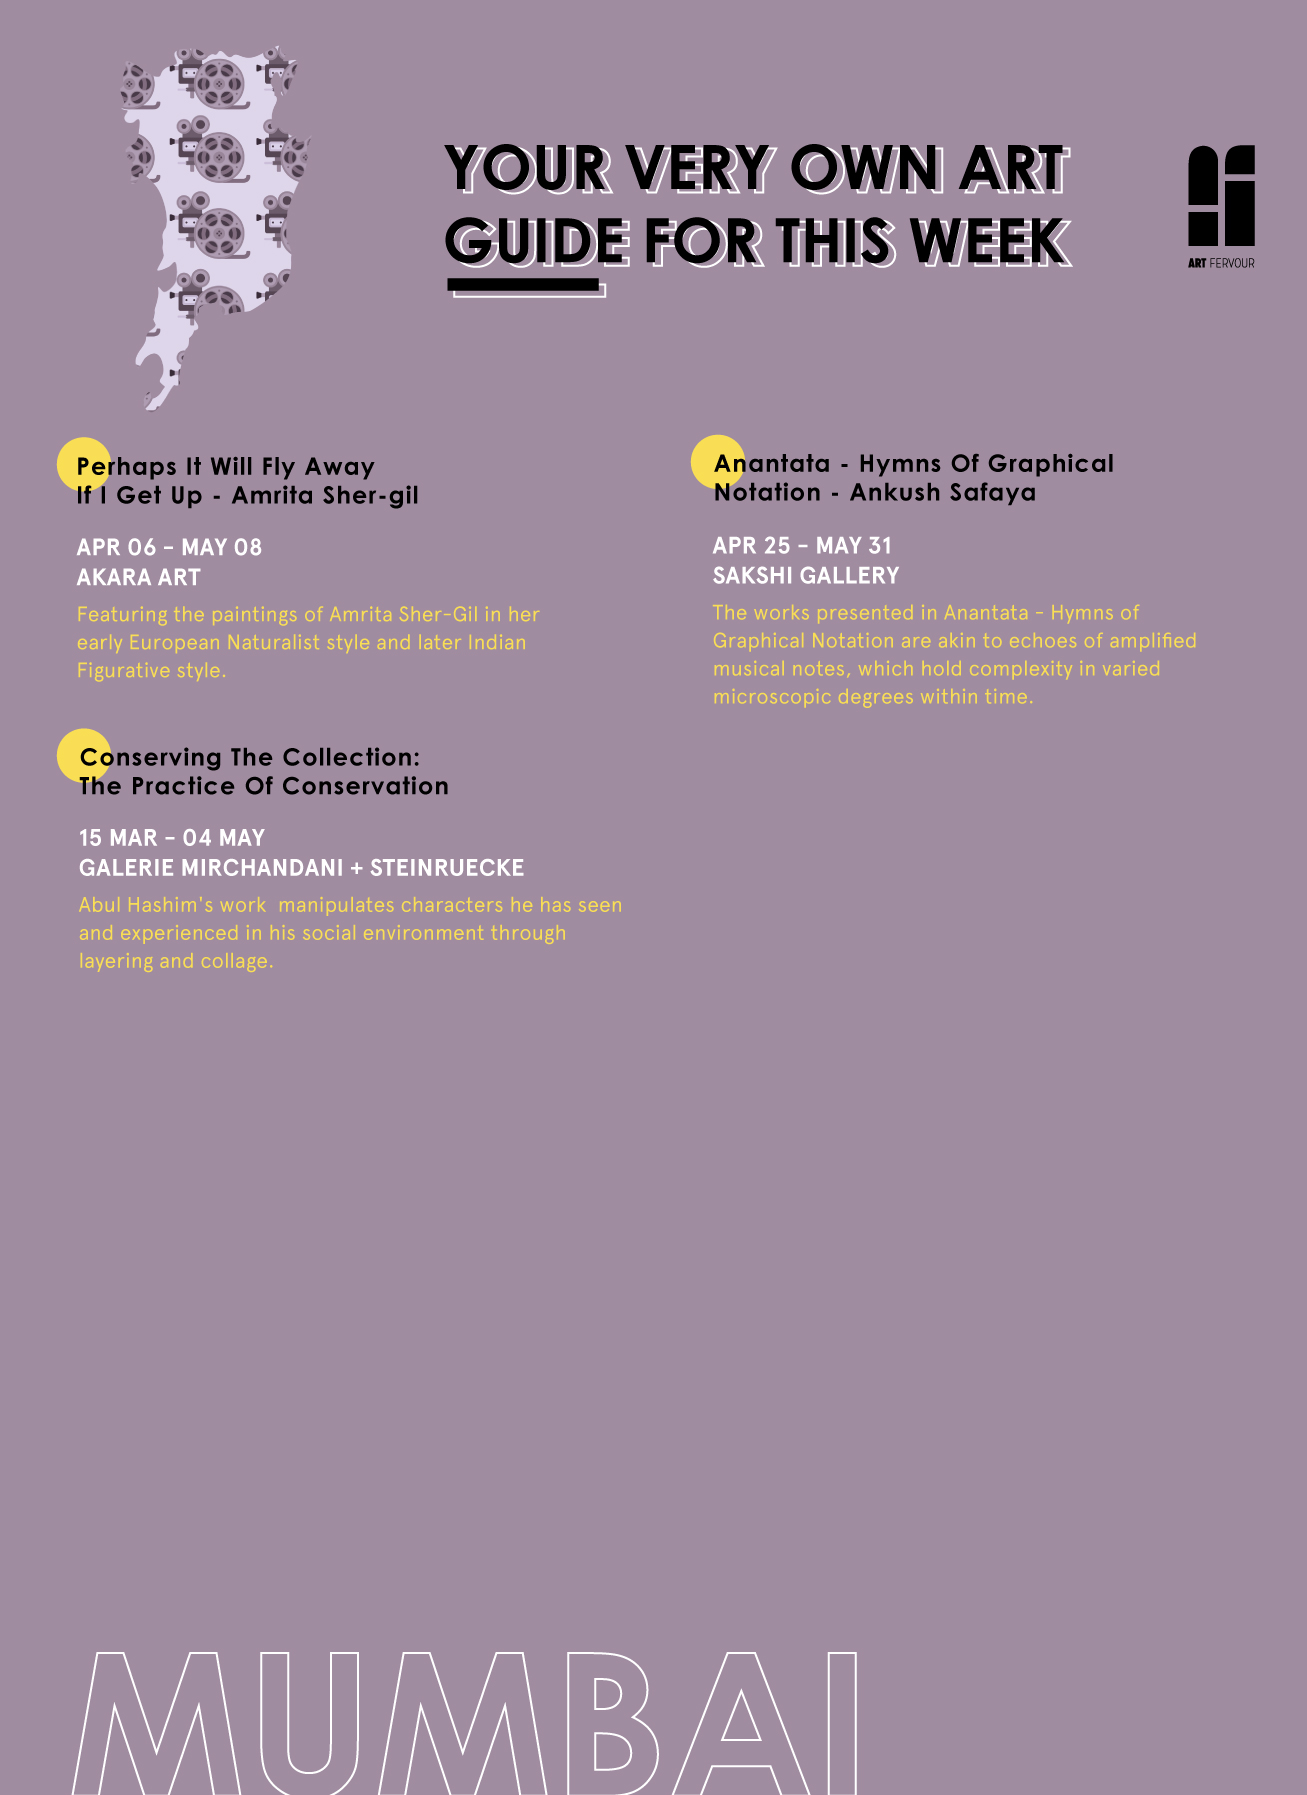 YOUR VERY OWN ART
GUIDE FOR THIS WEEK
ART FERVOUR
Perhaps It Will Fly Away
If I Get Up - Amrita Sher-gil
APR 06 – MAY 08
AKARA ART
Featuring the paintings of Amrita Sher-Gil in her
early European Naturalist style and later Indian
Figurative style.
Conserving The Collection:
The Practice Of Conservation
15 MAR – 04 MAY
GALERIE MIRCHANDANI + STEINRUECKE
Abul Hashim's work  manipulates characters he has seen
and experienced in his social environment through
layering and collage.
Anantata - Hymns Of Graphical
Notation - Ankush Safaya
APR 25 – MAY 31
SAKSHI GALLERY
The works presented in Anantata - Hymns of
Graphical Notation are akin to echoes of amplified
musical notes, which hold complexity in varied
microscopic degrees within time.
MUMBAI